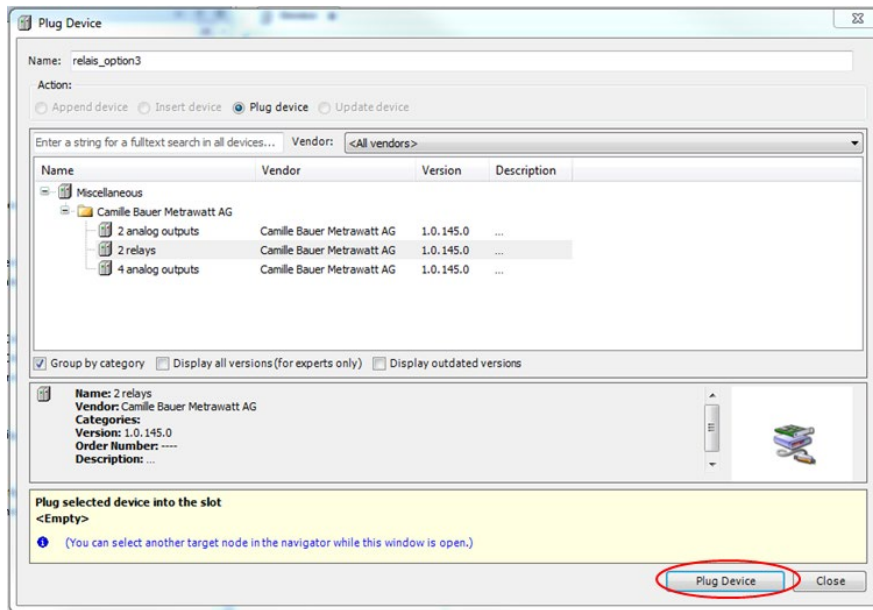 Plug Device
Name: relais_option3
Action:
Append device Insert device Plug device Update device
Enter a string for a fulltext search in all devices... Vendor: <All vendors>
Name Vendor Version Description
Miscellaneous
Camille Bauer Metrawatt AG
2 analog outputs Camille Bauer Metrawatt AG 1.0.145.0 ...
2 relays Camille Bauer Metrawatt AG 1.0.145.0 ...
4 analog outputs Camille Bauer Metrawatt AG 1.0.145.0 ...
Group by category Display all versions (for experts only) Display outdated versions
Name: 2 relays
Vendor: Camille Bauer Metrawatt AG
Categories:
Version: 1.0.145.0
Order Number: ----
Description: ...
Plug selected device into the slot
<Empty>
(You can select another target node in the navigator while this window is open.)
Plug Device Close